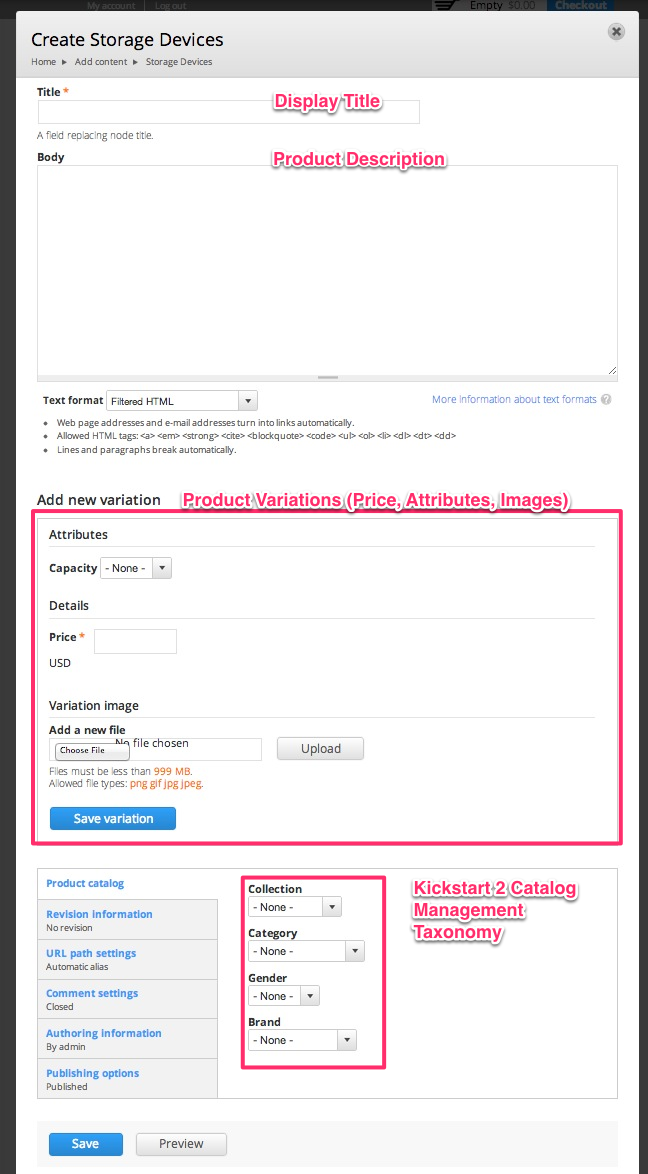 My account Log out Empty $0.00 Checkout
Create Storage Devices
Home ▸ Add content ▸ Storage Devices
Title *
Display Title
A field replacing node title.
Body
Product Description
Text format Filtered HTML
More information about text formats ?
• Web page addresses and e-mail addresses turn into links automatically.
• Allowed HTML tags: <a> <em> <strong> <cite> <blockquote> <code> <ul> <ol> <li> <dl> <dt> <dd>
• Lines and paragraphs break automatically.
Add new variation
Product Variations (Price, Attributes, Images)
Attributes
Capacity - None -
Details
Price *
USD
Variation image
Add a new file
Choose File No file chosen
Upload
Files must be less than 999 MB.
Allowed file types: png gif jpg jpeg.
Save variation
Product catalog
Revision information
No revision
URL path settings
Automatic alias
Comment settings
Closed
Authoring information
By admin
Publishing options
Published
Collection
- None -
Category
- None -
Gender
- None -
Brand
- None -
Kickstart 2 Catalog
Management
Taxonomy
Save
Preview